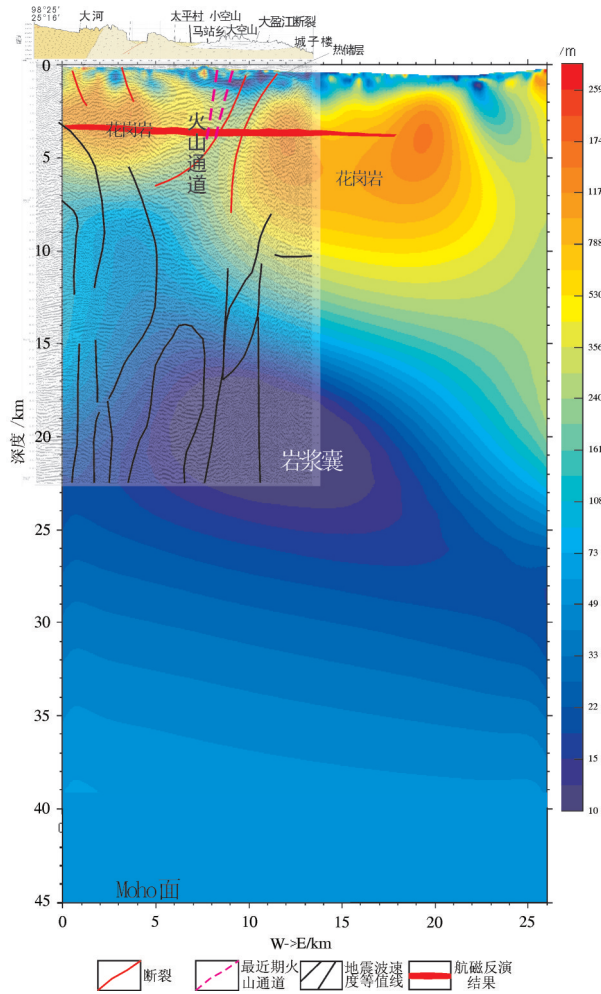 98°25′
25°16′
大河
太平村
小空山
大盈江断裂
马站乡
大空山
城子楼
热储层
/m
0
5
10
15
20
25
30
35
40
45
深度 /km
花岗岩
火山通道
花岗岩
岩浆囊
Moho面
259
117
788
530
356
240
160
109
73
49
33
22
14
10
0
5
10
15
20
25
W->E/km
断裂
最近期火
山通道
地震波速
度等值线
航磁反演
结果